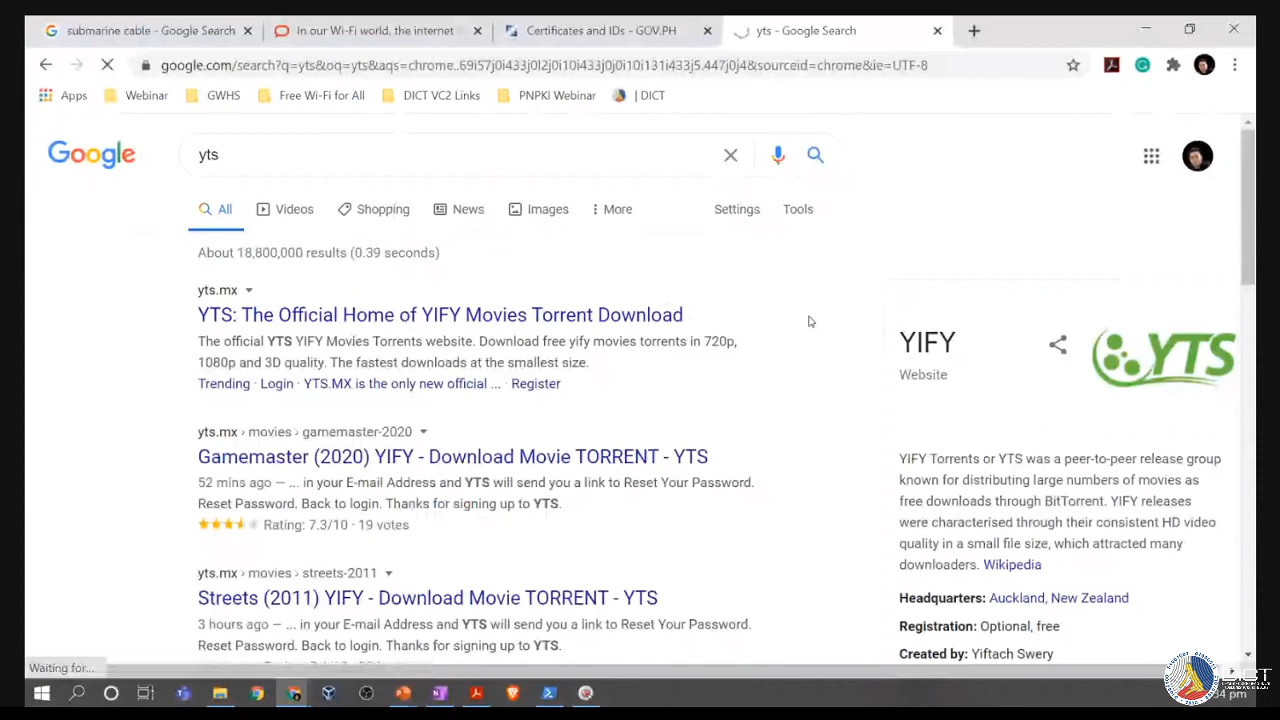 submarine cable - Google Search
In our Wi-Fi world, the internet
Certificates and IDs - GOV.PH
yts - Google Search
google.com/search?q=yts&oq=yts&aqs=chrome..69i57j0i433j0l2j0i10i433j0j0i10i131i433j5.447j0j4&sourceid=chrome&ie=UTF-8
Apps
Webinar
GWHS
Free Wi-Fi for All
DICT VC2 Links
PNPKI Webinar
| DICT
Google
yts
All
Videos
Shopping
News
Images
More
Settings
Tools
About 18,800,000 results (0.39 seconds)
yts.mx
YTS: The Official Home of YIFY Movies Torrent Download
The official YTS YIFY Movies Torrents website. Download free yify movies torrents in 720p,
1080p and 3D quality. The fastest downloads at the smallest size.
Trending · Login · YTS.MX is the only new official ... · Register
yts.mx › movies › gamemaster-2020
Gamemaster (2020) YIFY - Download Movie TORRENT - YTS
52 mins ago — ... in your E-mail Address and YTS will send you a link to Reset Your Password.
Reset Password. Back to login. Thanks for signing up to YTS.
Rating: 7.3/10 · 19 votes
yts.mx › movies › streets-2011
Streets (2011) YIFY - Download Movie TORRENT - YTS
3 hours ago — ... in your E-mail Address and YTS will send you a link to Reset Your Password.
Reset Password. Back to login. Thanks for signing up to YTS.
YIFY
Website
YTS
YIFY Torrents or YTS was a peer-to-peer release group
known for distributing large numbers of movies as
free downloads through BitTorrent. YIFY releases
were characterised through their consistent HD video
quality in a small file size, which attracted many
downloaders. Wikipedia
Headquarters: Auckland, New Zealand
Registration: Optional, free
Created by: Yiftach Swery
Waiting for...
DICT